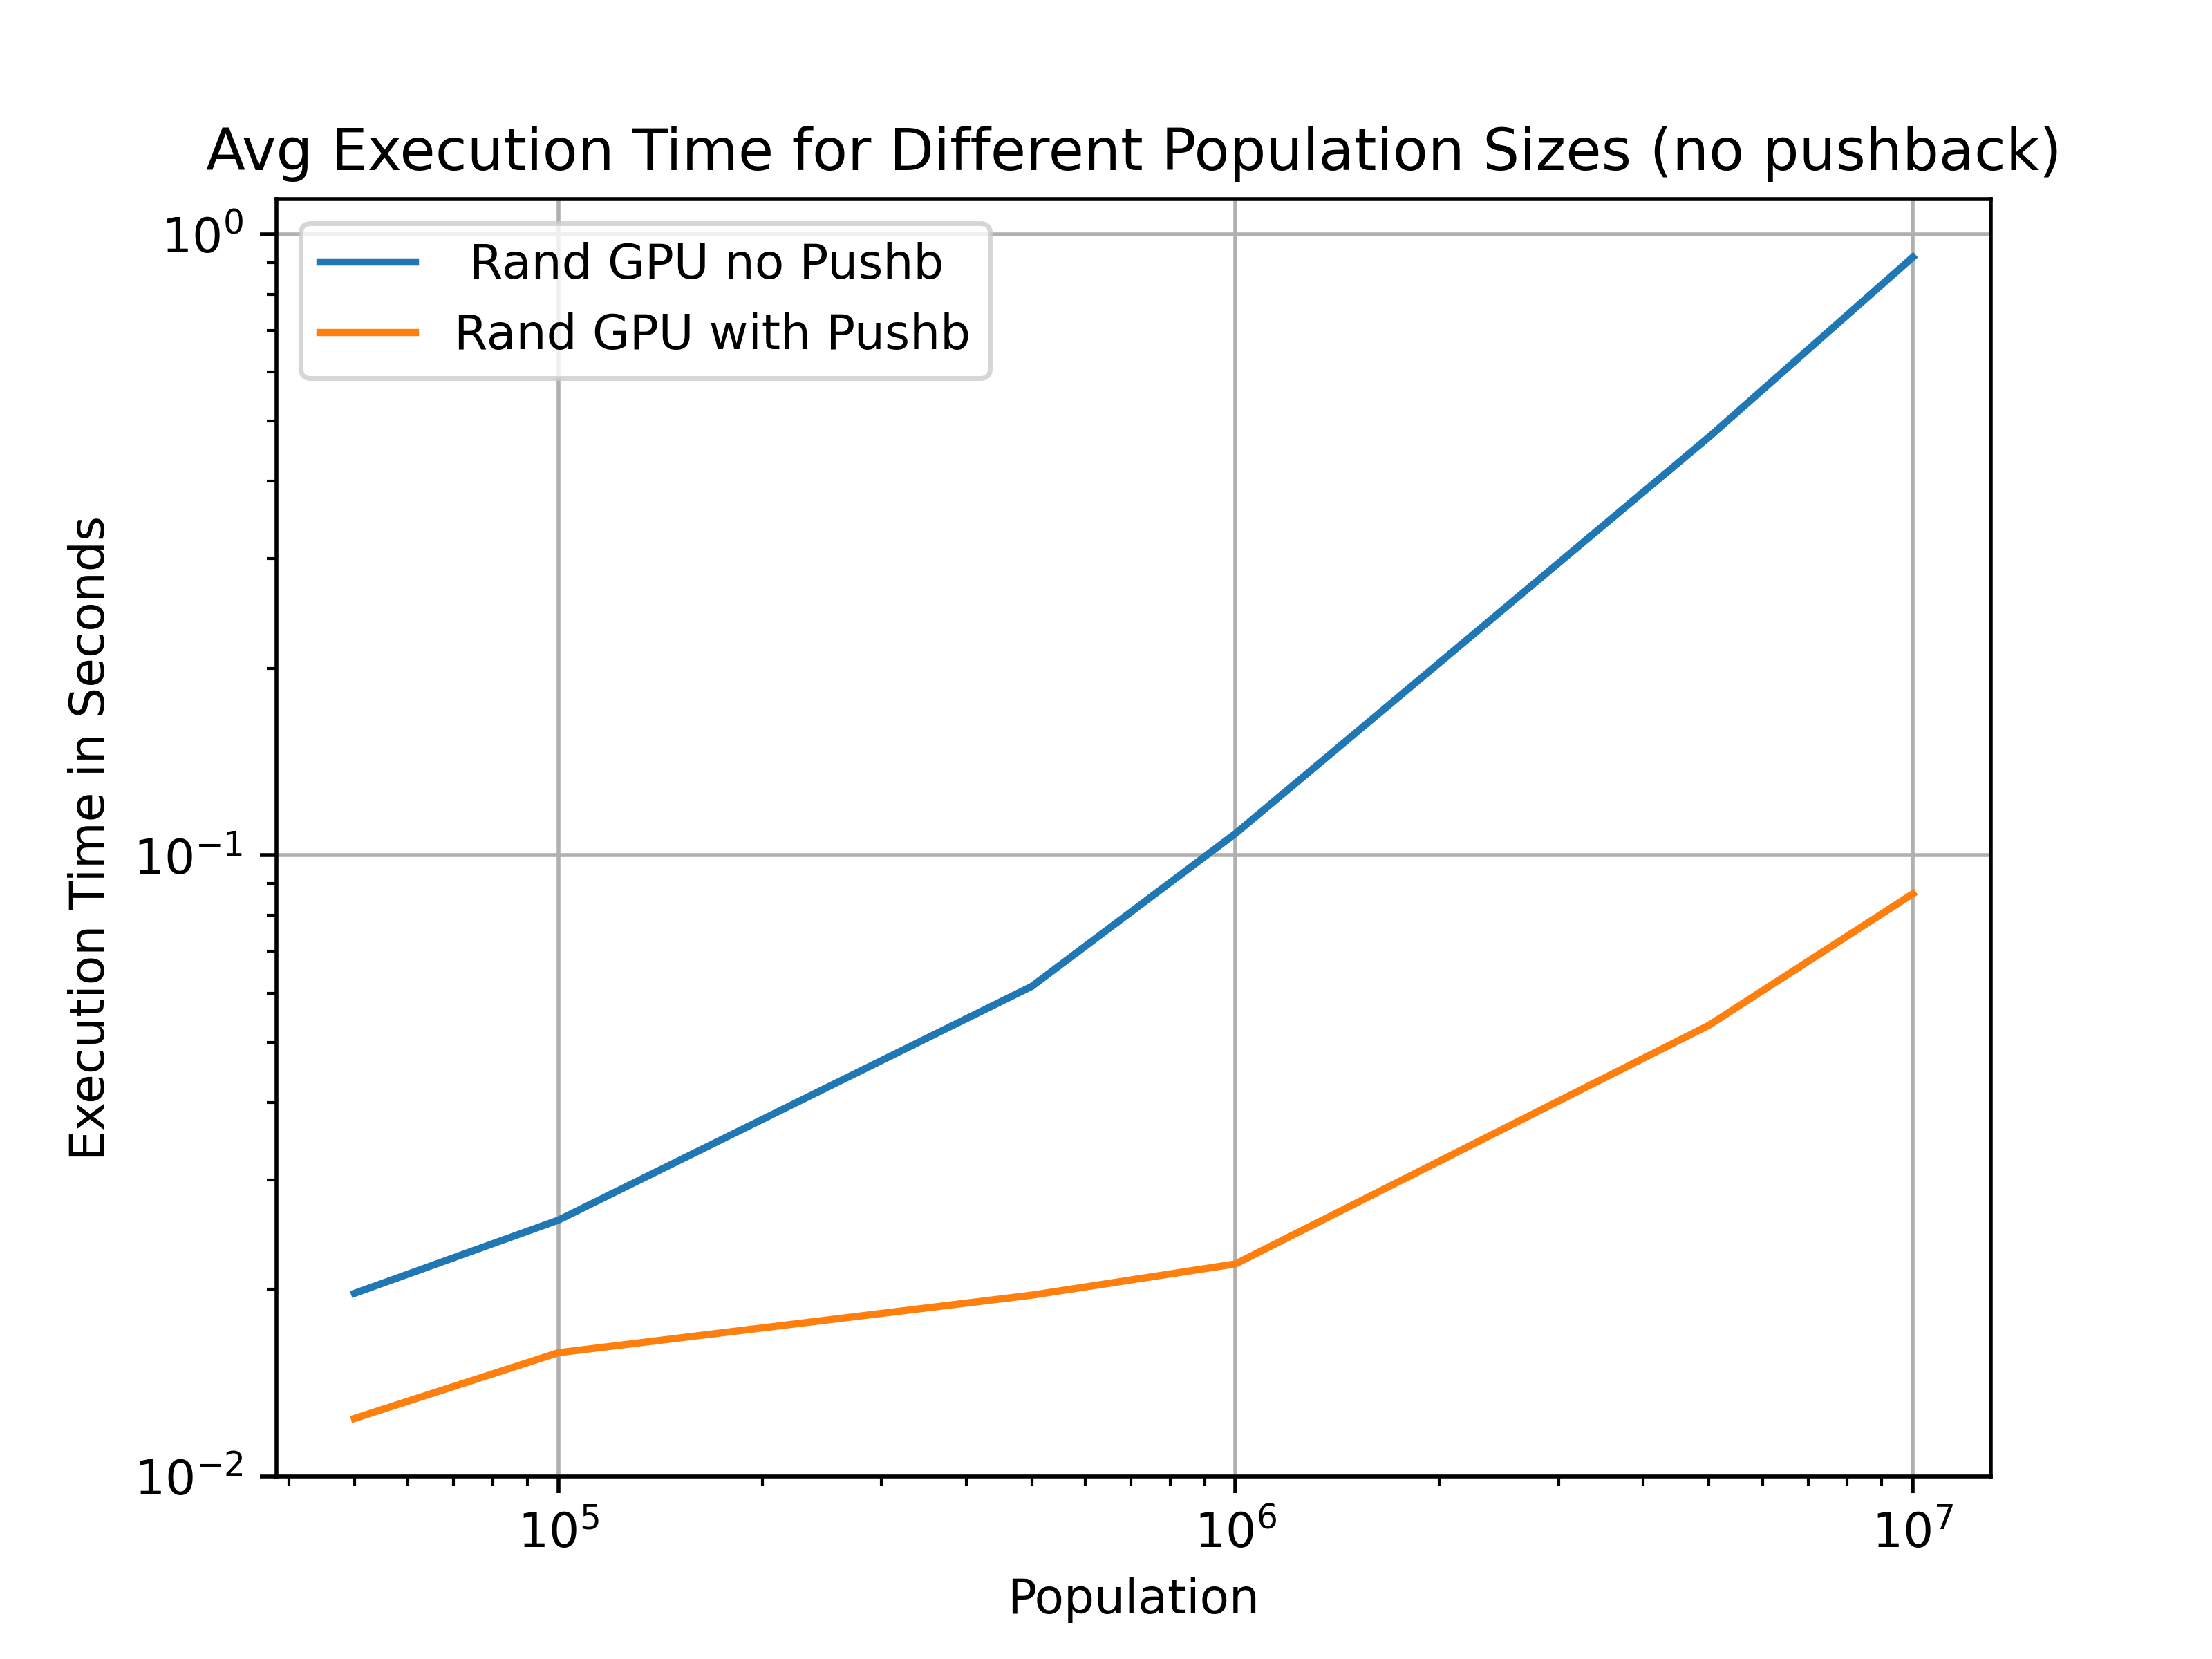 Avg Execution Time for Different Population Sizes (no pushback)
10⁰
Rand GPU no Pushb
Rand GPU with Pushb
Execution Time in Seconds
10⁻¹
10⁻²
10⁵
10⁶
10⁷
Population